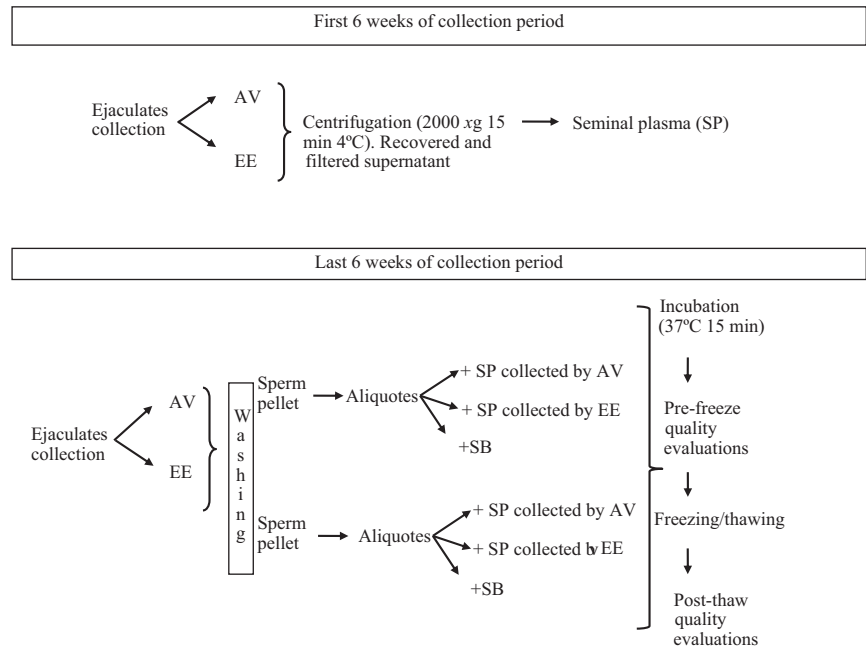 First 6 weeks of collection period
Ejaculates
collection
AV
EE
Centrifugation (2000 xg 15
min 4ºC). Recovered and
filtered supernatant
Seminal plasma (SP)
Last 6 weeks of collection period
Ejaculates
collection
AV
EE
Washing
Sperm
pellet
Aliquotes
+ SP collected by AV
+ SP collected by EE
+SB
Sperm
pellet
Aliquotes
+ SP collected by AV
+ SP collected by EE
+SB
Incubation
(37ºC 15 min)
Pre-freeze
quality
evaluations
Freezing/thawing
Post-thaw
quality
evaluations